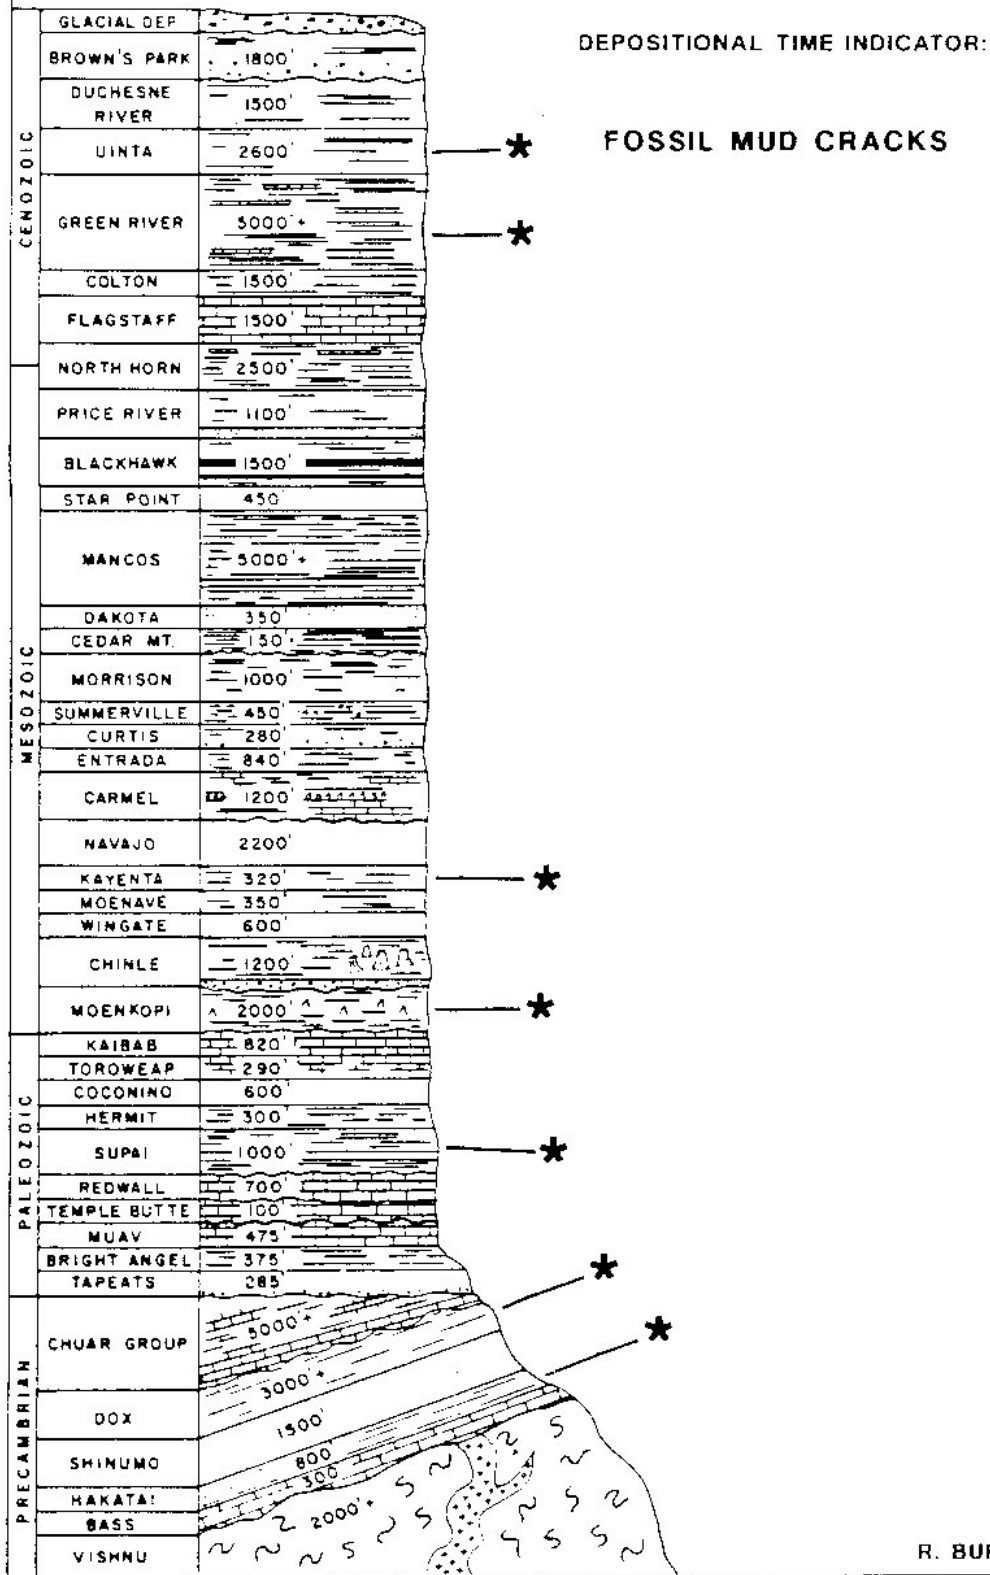 DEPOSITIONAL TIME INDICATOR:
FOSSIL MUD CRACKS
CENOZOIC
GLACIAL DEP
BROWN'S PARK 1800'
DUCHESNE RIVER 1500'
UINTA 2600'
GREEN RIVER 5000'+
COLTON 1500'
FLAGSTAFF 1500'
MESOZOIC
NORTH HORN 2500'
PRICE RIVER 1100'
BLACKHAWK 1500'
STAR POINT 450'
MANCOS 5000'+
DAKOTA 350'
CEDAR MT. 150'
MORRISON 1000'
SUMMERVILLE 450'
CURTIS 280'
ENTRADA 840'
CARMEL 1200'
NAVAJO 2200'
KAYENTA 320'
MOENAVE 350'
WINGATE 600'
CHINLE 1200'
MOENKOPI 2000'
PALEOZOIC
KAIBAB 820'
TOROWEAP 290'
COCONINO 600'
HERMIT 300'
SUPAI 1000'
REDWALL 700'
TEMPLE BUTTE 100'
MUAV 475'
BRIGHT ANGEL 375'
TAPEATS 285'
PRECAMBRIAN
CHUAR GROUP 5000'+
DOX 3000'+
SHINUMO 1500'
HAKATAI 800'
BASS 300'
VISHNU 2000'+
R. BUR